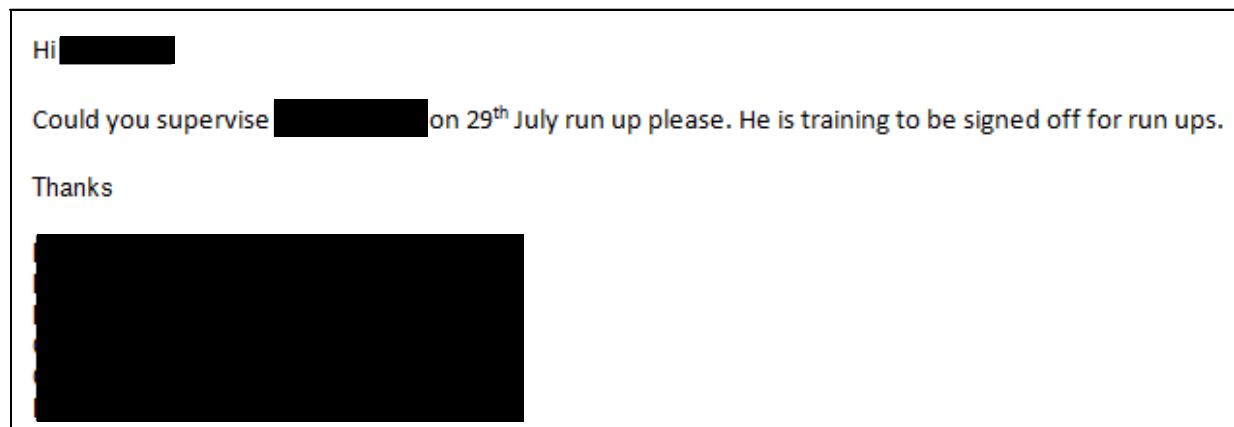 Hi
Could you supervise on 29th July run up please. He is training to be signed off for run ups.
Thanks